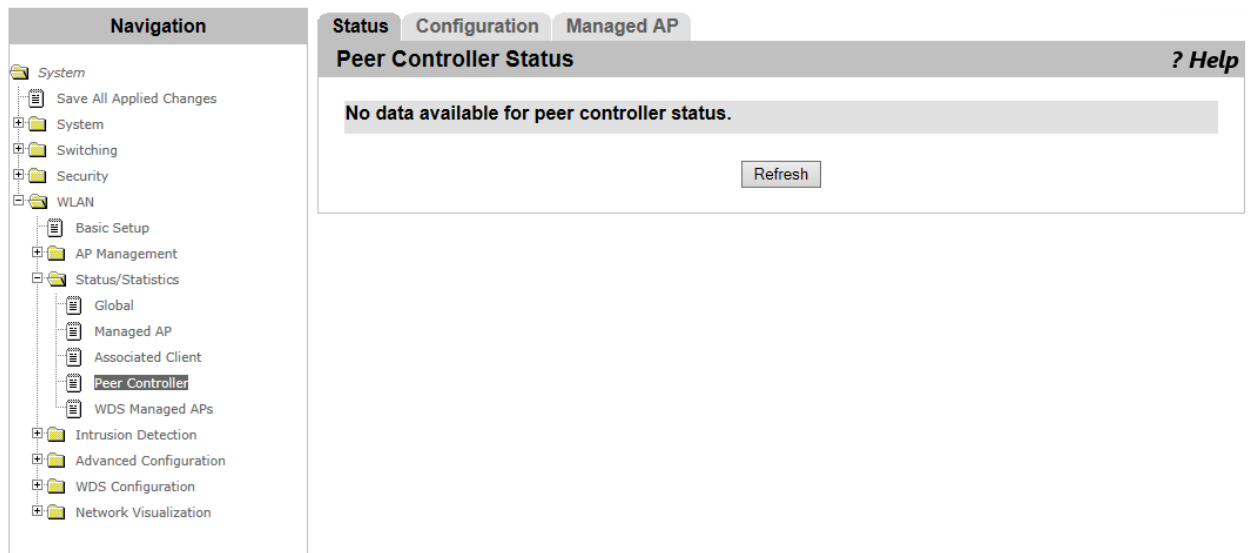 Navigation
System
Save All Applied Changes
System
Switching
Security
WLAN
Basic Setup
AP Management
Status/Statistics
Global
Managed AP
Associated Client
Peer Controller
WDS Managed APs
Intrusion Detection
Advanced Configuration
WDS Configuration
Network Visualization
Status Configuration Managed AP
Peer Controller Status ? Help
No data available for peer controller status.
Refresh